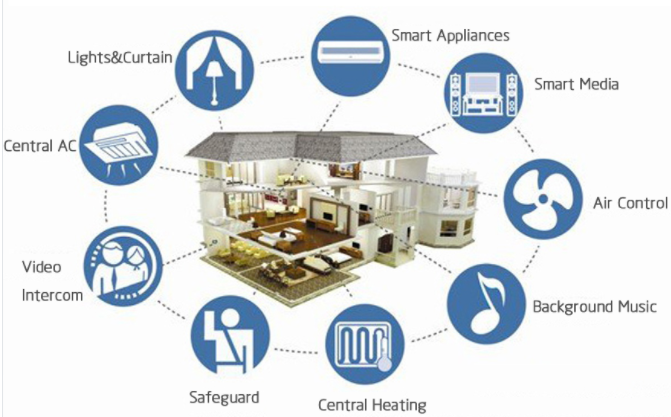 Smart Appliances
Lights&Curtain
Smart Media
Central AC
Air Control
Video
Intercom
Background Music
Safeguard
Central Heating